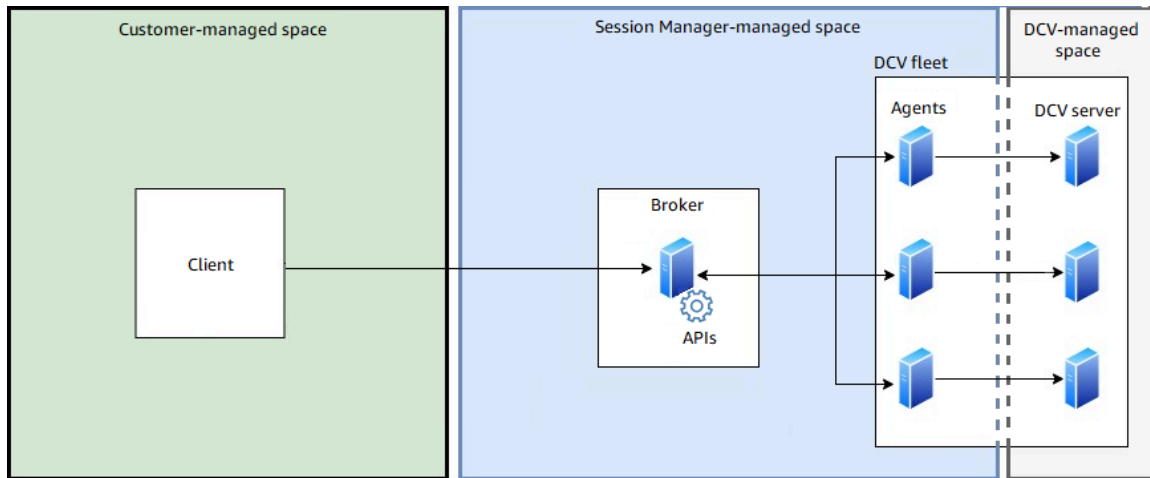 Customer-managed space
Session Manager-managed space
DCV-managed
space
DCV fleet
Agents
DCV server
Broker
Client
APIs